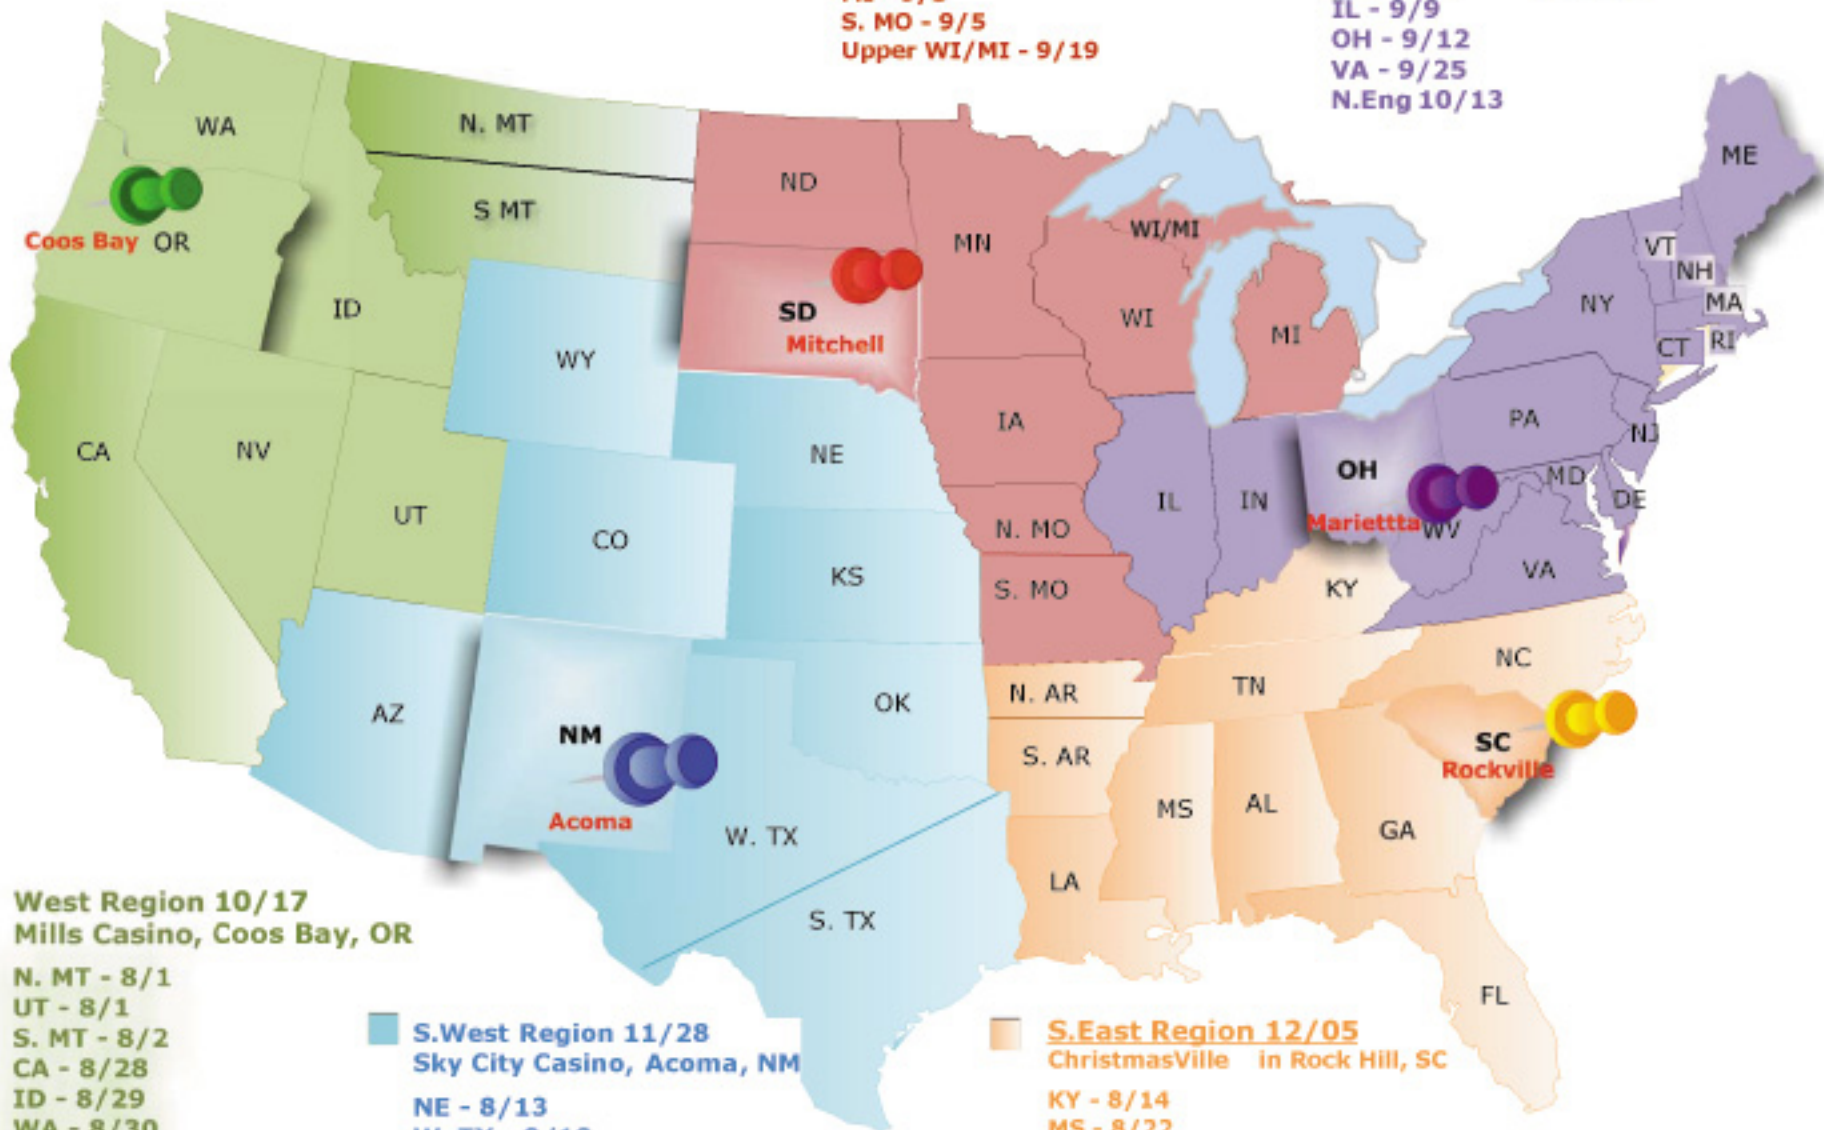 S. MO - 9/5
Upper WI/MI - 9/19
IL - 9/9
OH - 9/12
VA - 9/25
N.Eng 10/13
WA
N. MT
S MT
Coos Bay
OR
ID
CA
NV
UT
WY
CO
AZ
NM
Acoma
ND
SD
Mitchell
MN
WI/MI
WI
MI
IA
NE
KS
N. MO
S. MO
OK
W. TX
S. TX
IL
IN
OH
Mariettta
WV
VA
PA
NY
VT
NH
ME
MA
CT
RI
NJ
MD
DE
KY
TN
NC
SC
Rockville
N. AR
S. AR
LA
MS
AL
GA
FL
West Region 10/17
Mills Casino, Coos Bay, OR
N. MT - 8/1
UT - 8/1
S. MT - 8/2
CA - 8/28
ID - 8/29
WA - 8/30
S.West Region 11/28
Sky City Casino, Acoma, NM
NE - 8/13
S.East Region 12/05
ChristmasVille in Rock Hill, SC
KY - 8/14
MS - 8/22